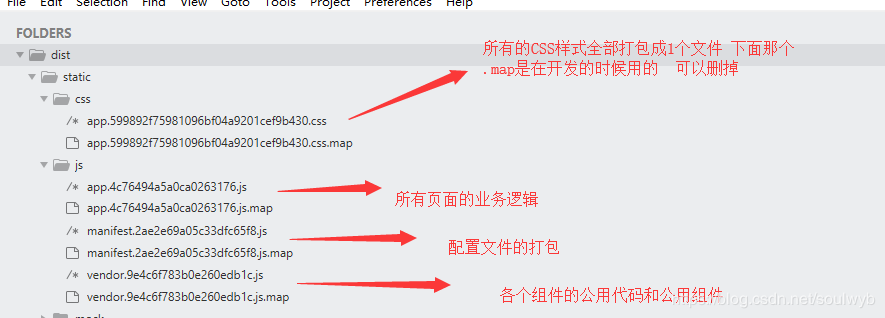 File Edit Selection Find View Goto Tools Project Preferences Help
FOLDERS
dist
static
css
所有的CSS样式全部打包成1个文件 下面那个
.map是在开发的时候用的 可以删掉
app.599892f75981096bf04a9201cef9b430.css
app.599892f75981096bf04a9201cef9b430.css.map
js
app.4c76494a5a0ca0263176.js
所有页面的业务逻辑
app.4c76494a5a0ca0263176.js.map
manifest.2ae2e69a05c33dfc65f8.js
配置文件的打包
manifest.2ae2e69a05c33dfc65f8.js.map
vendor.9e4c6f783b0e260edb1c.js
各个组件的公用代码和公用组件
vendor.9e4c6f783b0e260edb1c.js.map
blog.csdn.net/soulwyb